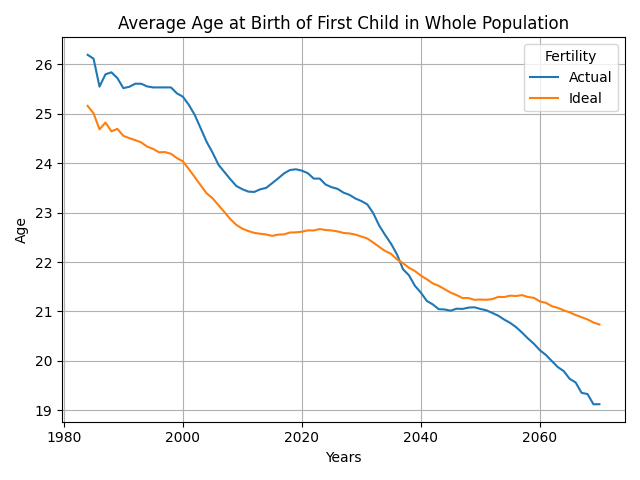 Average Age at Birth of First Child in Whole Population
Fertility
Actual
Ideal
Age
26
25
24
23
22
21
20
19
1980
2000
2020
2040
2060
Years